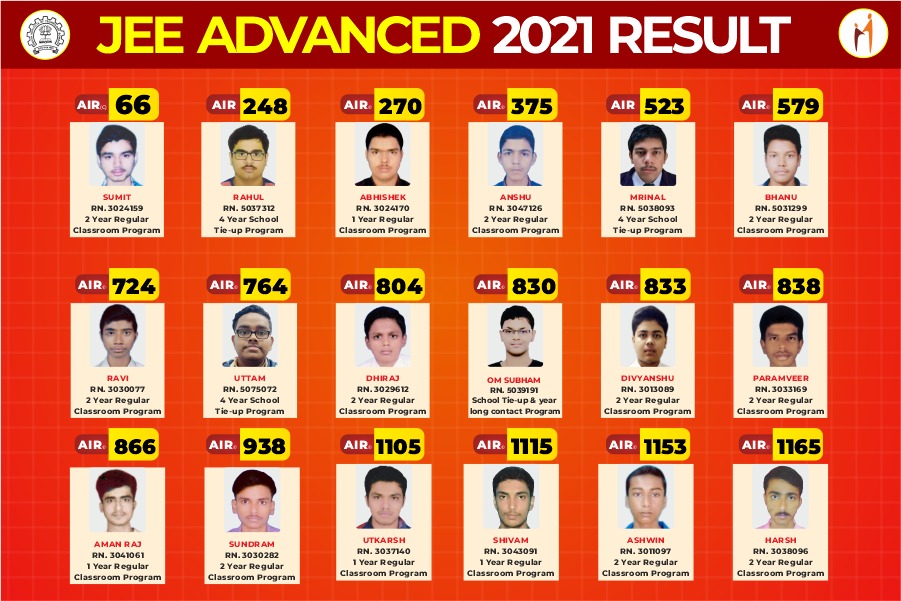 JEE ADVANCED 2021 RESULT
AIR 66
SUMIT
RN. 3024159
2 Year Regular
Classroom Program
AIR 248
RAHUL
RN. 5037312
4 Year School
Tie-up Program
AIR 270
ABHISHEK
RN. 3024170
1 Year Regular
Classroom Program
AIR 375
ANSHU
RN. 3047126
2 Year Regular
Classroom Program
AIR 523
MRINAL
RN. 5038093
4 Year School
Tie-up Program
AIR 579
BHANU
RN. 5031299
2 Year Regular
Classroom Program
AIR 724
RAVI
RN. 3030077
2 Year Regular
Classroom Program
AIR 764
UTTAM
RN. 5075072
4 Year School
Tie-up Program
AIR 804
DHIRAJ
RN. 3029612
2 Year Regular
Classroom Program
AIR 830
OM SUBHAM
RN. 5039191
School Tie-up & year
long contact Program
AIR 833
DIVYANSHU
RN. 3013089
2 Year Regular
Classroom Program
AIR 838
PARAMVEER
RN. 3033169
2 Year Regular
Classroom Program
AIR 866
AMAN RAJ
RN. 3041061
1 Year Regular
Classroom Program
AIR 938
SUNDRAM
RN. 3030282
2 Year Regular
Classroom Program
AIR 1105
UTKARSH
RN. 3037140
1 Year Regular
Classroom Program
AIR 1115
SHIVAM
RN. 3043091
1 Year Regular
Classroom Program
AIR 1153
ASHWIN
RN. 3011097
2 Year Regular
Classroom Program
AIR 1165
HARSH
RN. 3038096
2 Year Regular
Classroom Program